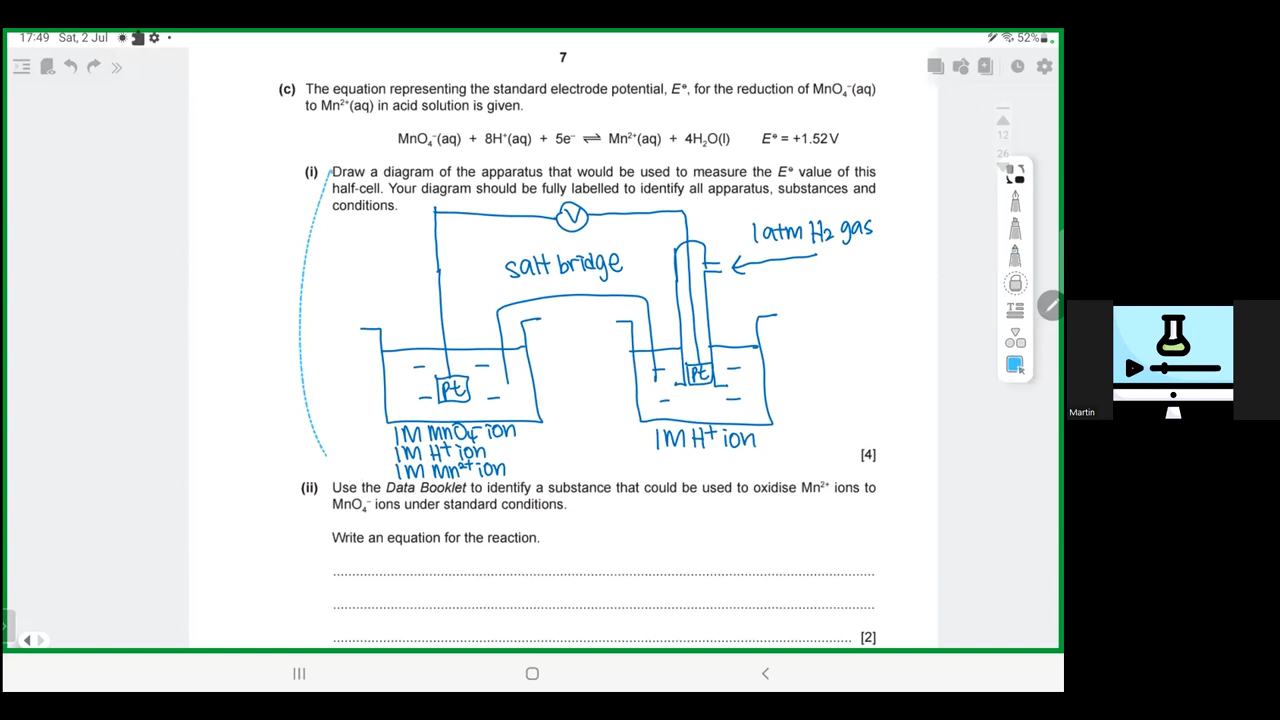 17:49 Sat, 2 Jul
52%
7
(c) The equation representing the standard electrode potential, E⦵, for the reduction of MnO₄⁻(aq)
to Mn²⁺(aq) in acid solution is given.
MnO₄⁻(aq) + 8H⁺(aq) + 5e⁻ ⇌ Mn²⁺(aq) + 4H₂O(l) E⦵ = +1.52V
(i) Draw a diagram of the apparatus that would be used to measure the E⦵ value of this
half-cell. Your diagram should be fully labelled to identify all apparatus, substances and
conditions.
V
1 atm H₂ gas
salt bridge
Pt
Pt
1M MnO₄⁻ ion
1M H⁺ ion
1M Mn²⁺ ion
1M H⁺ ion
[4]
(ii) Use the Data Booklet to identify a substance that could be used to oxidise Mn²⁺ ions to
MnO₄⁻ ions under standard conditions.
Write an equation for the reaction.
[2]
12
26
Martin